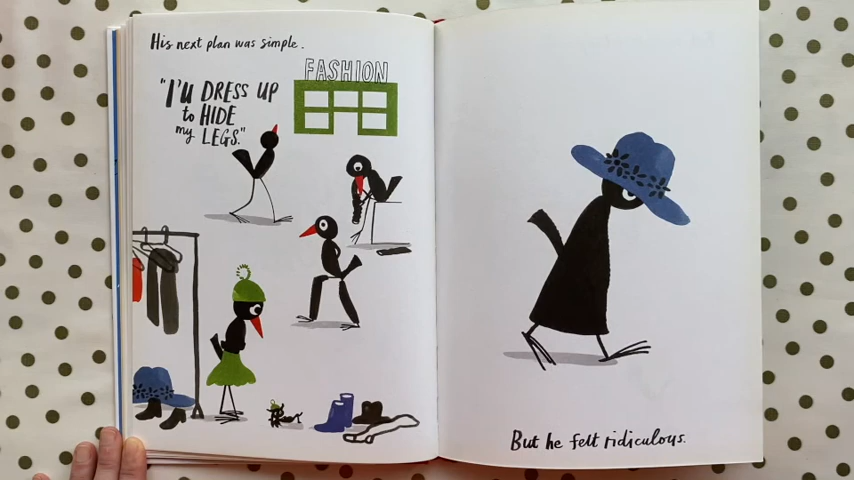 His next plan was simple.
FASHION
"I'll DRESS UP
to HIDE
my LEGS."
But he felt ridiculous.